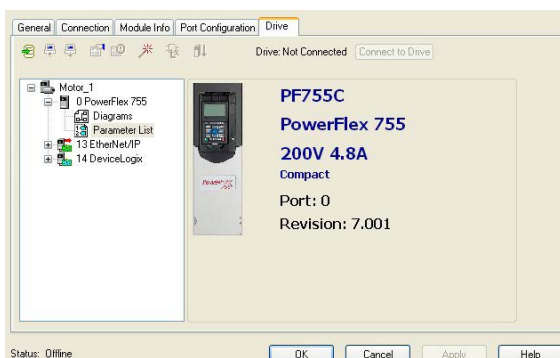 General Connection Module Info Port Configuration Drive
Drive: Not Connected Connect to Drive
Motor_1
0 PowerFlex 755
Diagrams
Parameter List
13 EtherNet/IP
14 DeviceLogix
PF755C
PowerFlex 755
200V 4.8A
Compact
Port: 0
Revision: 7.001
Status: Offline
OK Cancel Apply Help